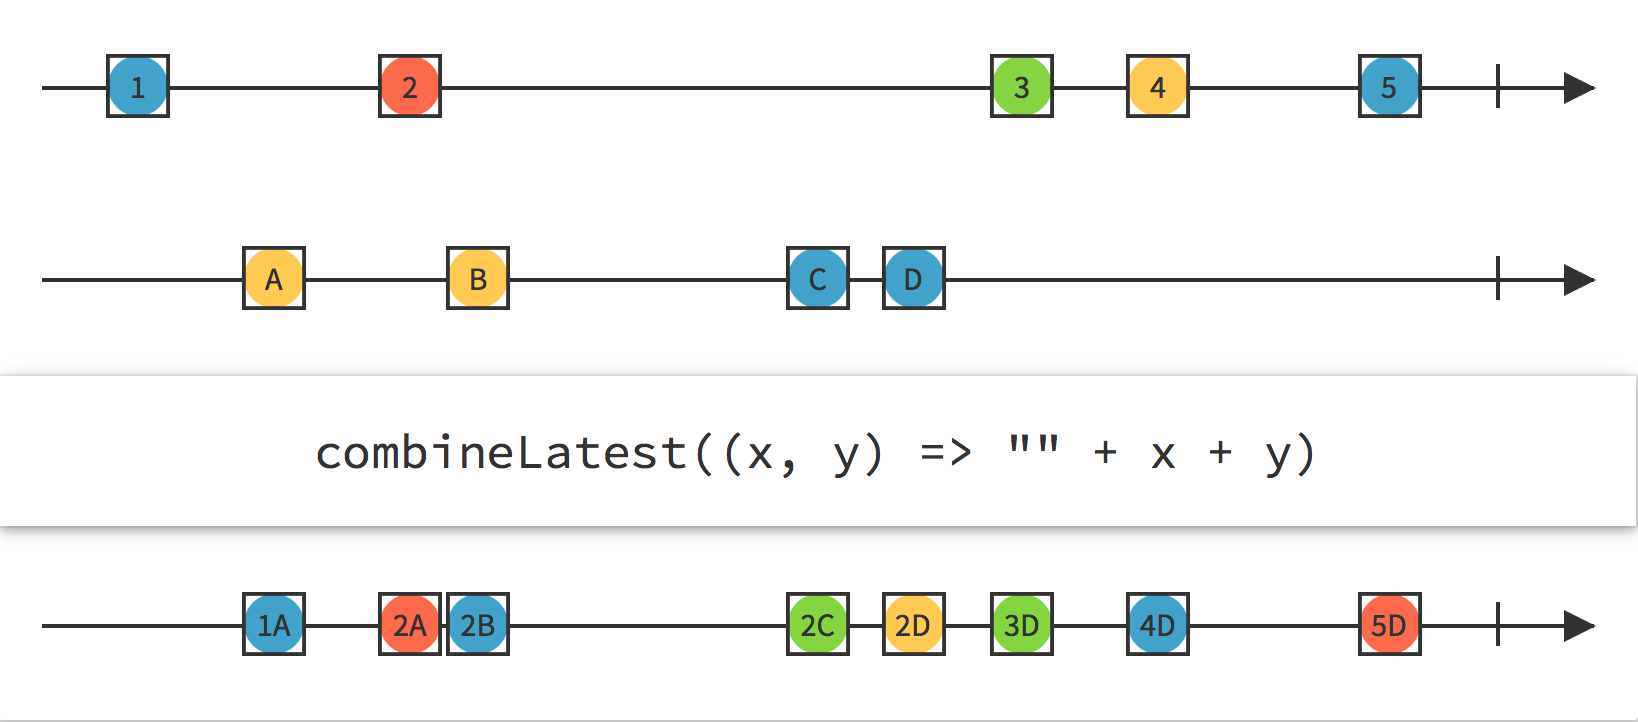 1 2 3 4 5
A B C D
combineLatest((x, y) => "" + x + y)
1A 2A 2B 2C 2D 3D 4D 5D